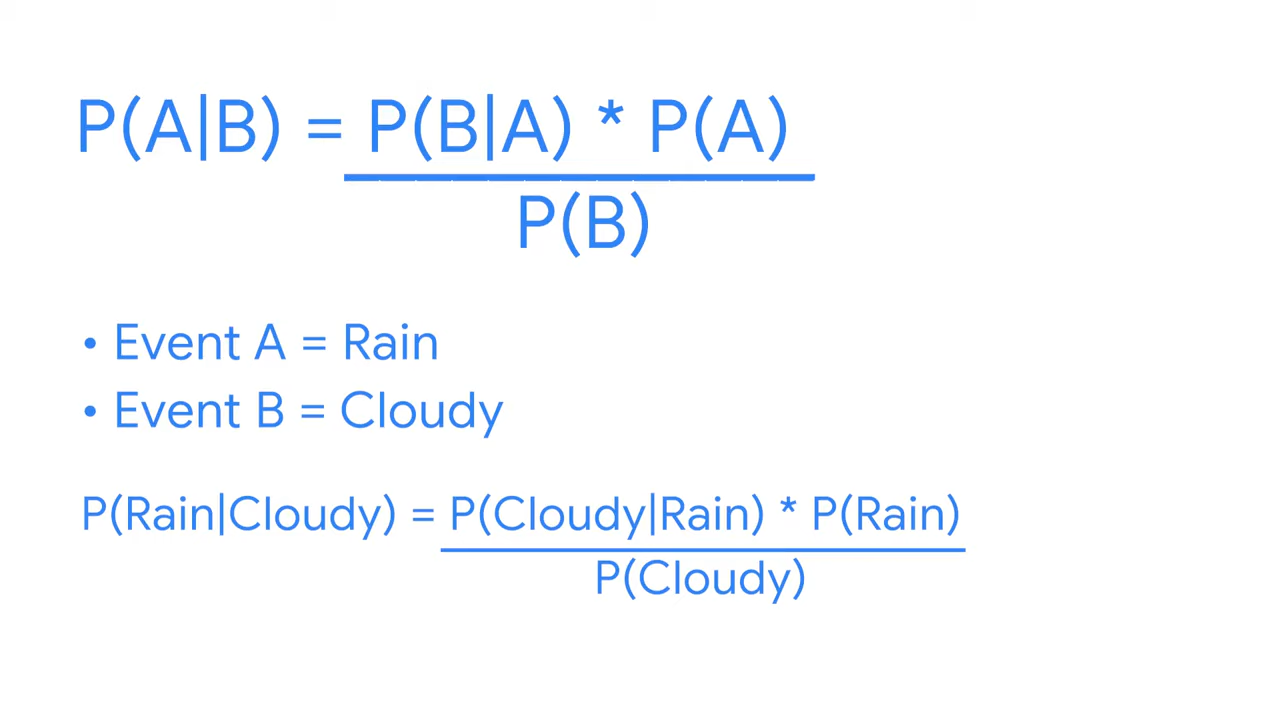 P(A|B) = P(B|A) * P(A)
P(B)
• Event A = Rain
• Event B = Cloudy
P(Rain|Cloudy) = P(Cloudy|Rain) * P(Rain)
P(Cloudy)